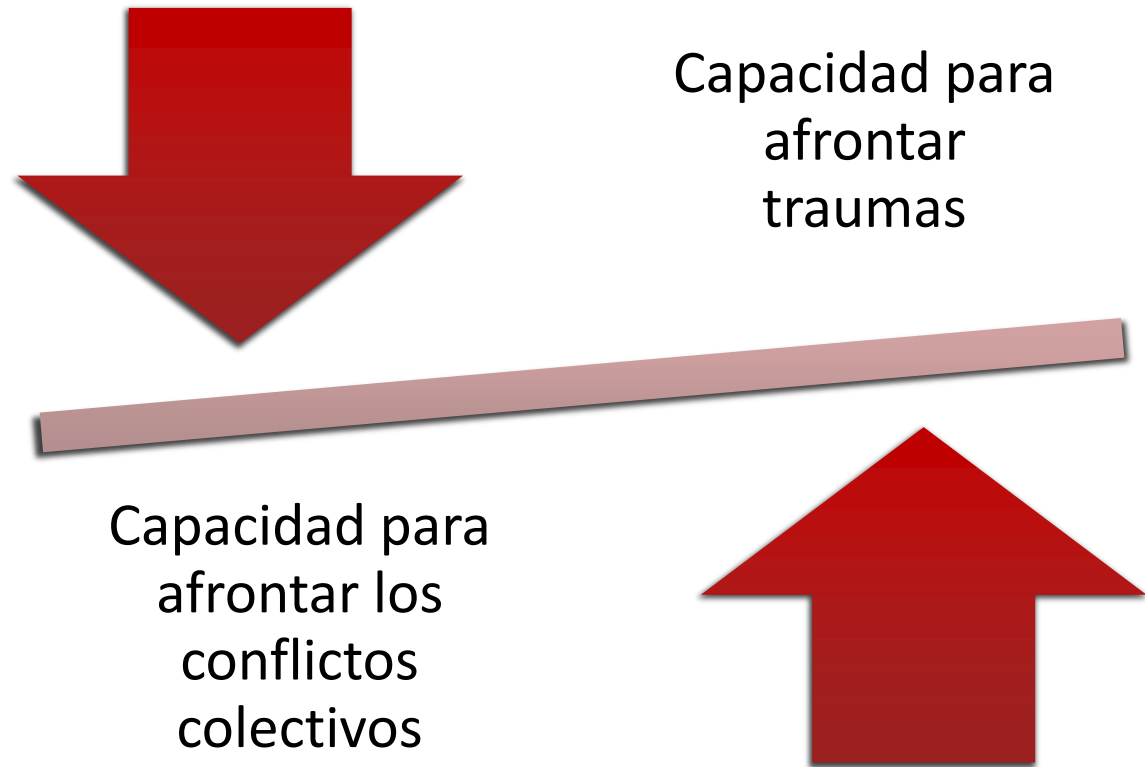 Capacidad para
afrontar
traumas
Capacidad para
afrontar los
conflictos
colectivos